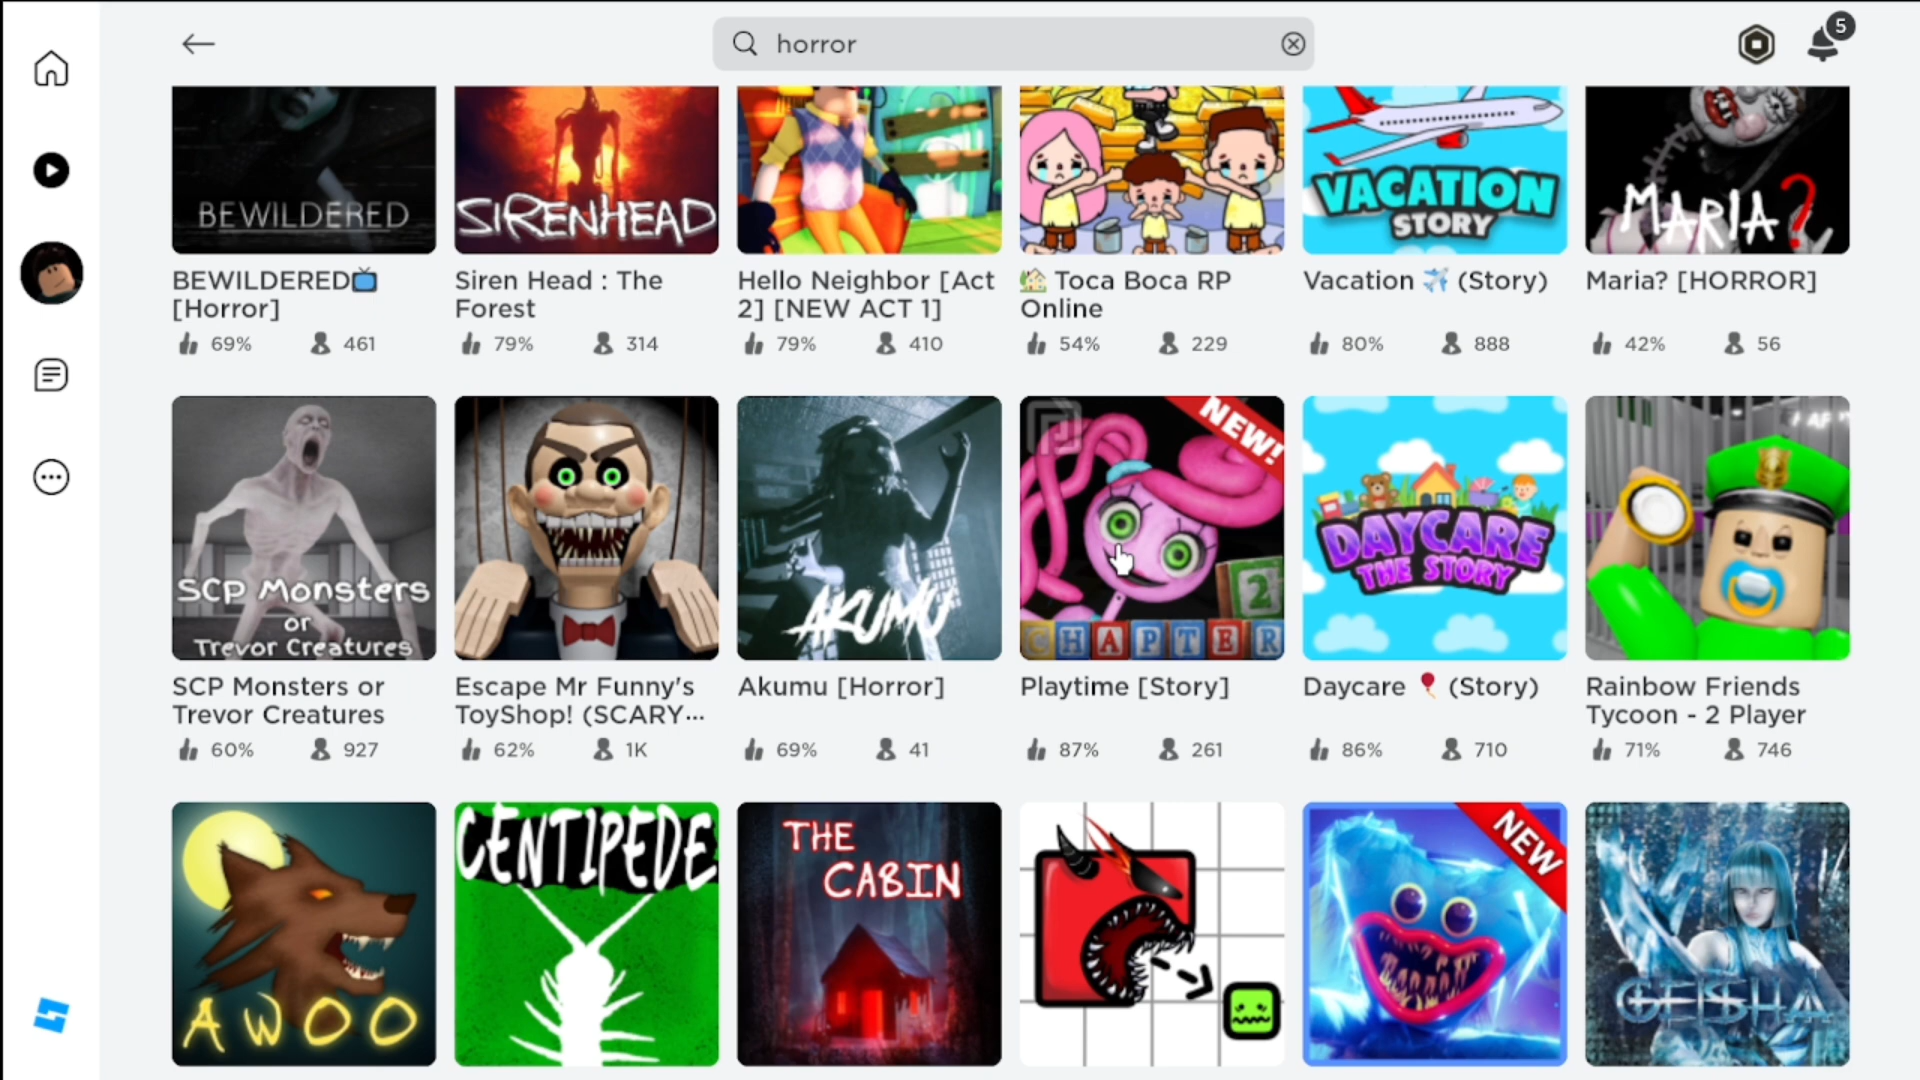 horror
5
BEWILDERED
SIRENHEAD
VACATION
STORY
MARIA?
BEWILDERED📺
[Horror]
Siren Head : The
Forest
Hello Neighbor [Act
2] [NEW ACT 1]
🏡 Toca Boca RP
Online
Vacation ✈️ (Story)
Maria? [HORROR]
69% 461
79% 314
79% 410
54% 229
80% 888
42% 56
SCP Monsters
or
Trevor Creatures
AKUMU
NEW!
2
CHAPTER
DAYCARE
THE STORY
SCP Monsters or
Trevor Creatures
Escape Mr Funny's
ToyShop! (SCARY...
Akumu [Horror]
Playtime [Story]
Daycare 🎈 (Story)
Rainbow Friends
Tycoon - 2 Player
60% 927
62% 1K
69% 41
87% 261
86% 710
71% 746
AWOO
CENTIPEDE
THE
CABIN
NEW
GEISHA